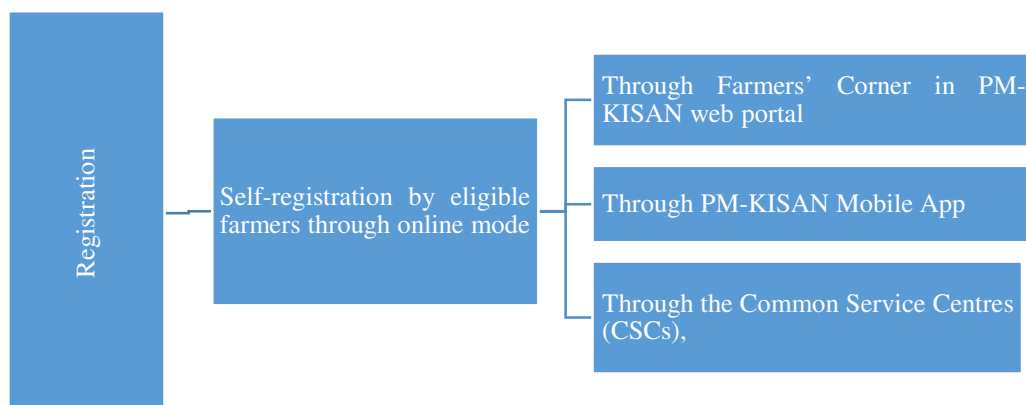 Registration
Self-registration by eligible
farmers through online mode
Through Farmers’ Corner in PM-
KISAN web portal
Through PM-KISAN Mobile App
Through the Common Service Centres
(CSCs),